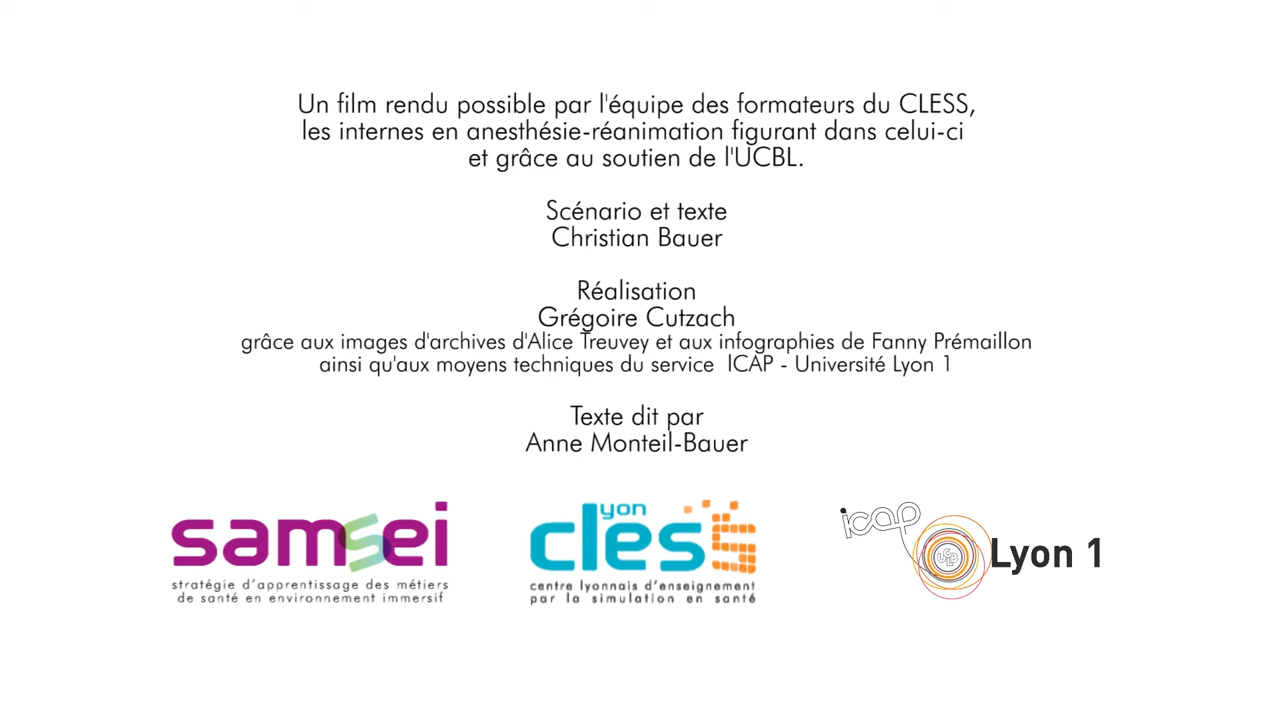 Un film rendu possible par l'équipe des formateurs du CLESS,
les internes en anesthésie-réanimation figurant dans celui-ci
et grâce au soutien de l'UCBL.
Scénario et texte
Christian Bauer
Réalisation
Grégoire Cutzach
grâce aux images d'archives d'Alice Treuvey et aux infographies de Fanny Prémaillon
ainsi qu'aux moyens techniques du service ICAP - Université Lyon 1
Texte dit par
Anne Monteil-Bauer
samsei
stratégie d'apprentissage des métiers
de santé en environnement immersif
lyon
cless
centre lyonnais d'enseignement
par la simulation en santé
icap
UCBL
Lyon 1